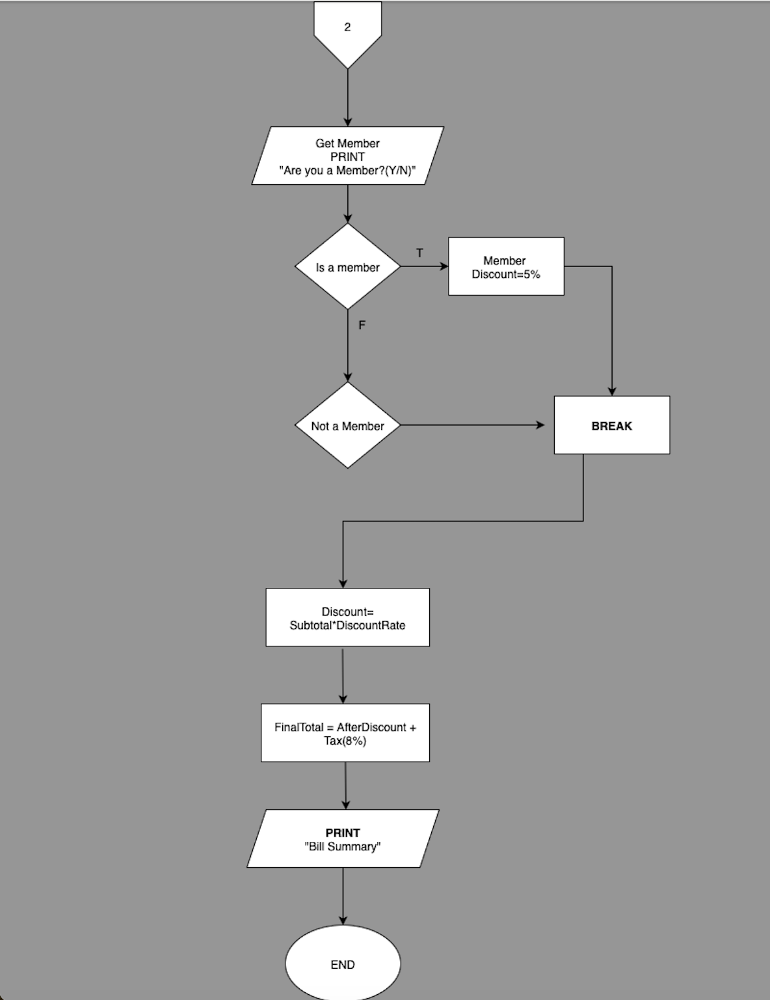 2
Get Member
PRINT
"Are you a Member?(Y/N)"
Is a member
T
Member
Discount=5%
F
Not a Member
BREAK
Discount=
Subtotal*DiscountRate
FinalTotal = AfterDiscount +
Tax(8%)
PRINT
"Bill Summary"
END